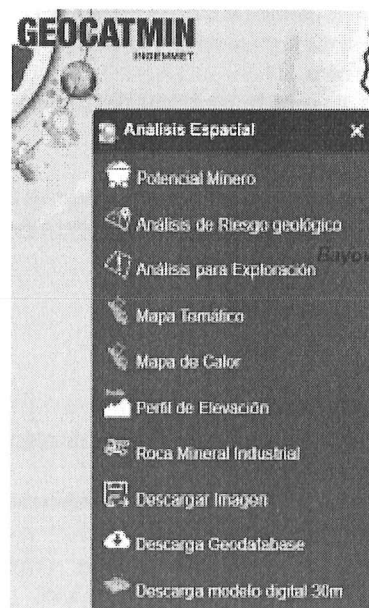 GEOCATMIN
INGEMMET
Análisis Espacial
Potencial Minero
Análisis de Riesgo geológico
Análisis para Exploración
Mapa Temático
Mapa de Calor
Perfil de Elevación
Roca Mineral Industrial
Descargar Imagen
Descarga Geodatabase
Descarga modelo digital 30m